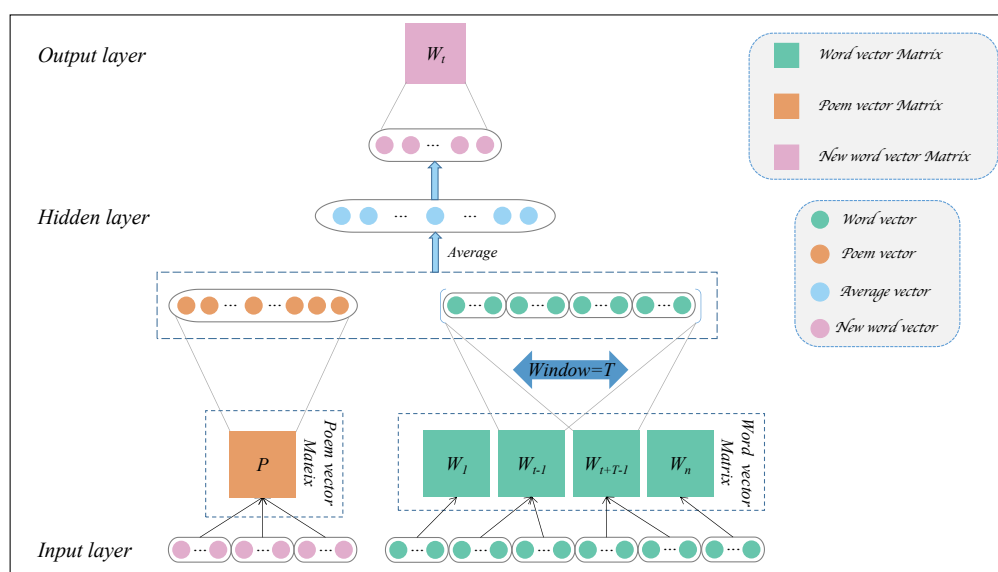 Output layer
W_t
Word vector Matrix
Poem vector Matrix
New word vector Matrix
...
Hidden layer
... ...
Average
Word vector
Poem vector
Average vector
New word vector
... ... ...
... ... ... ...
Window=T
P
Poem vector
Mateix
W_1
W_t-1
W_t+T-1
W_n
Word vector
Matrix
Input layer
... ... ...
... ... ... ... ... ...